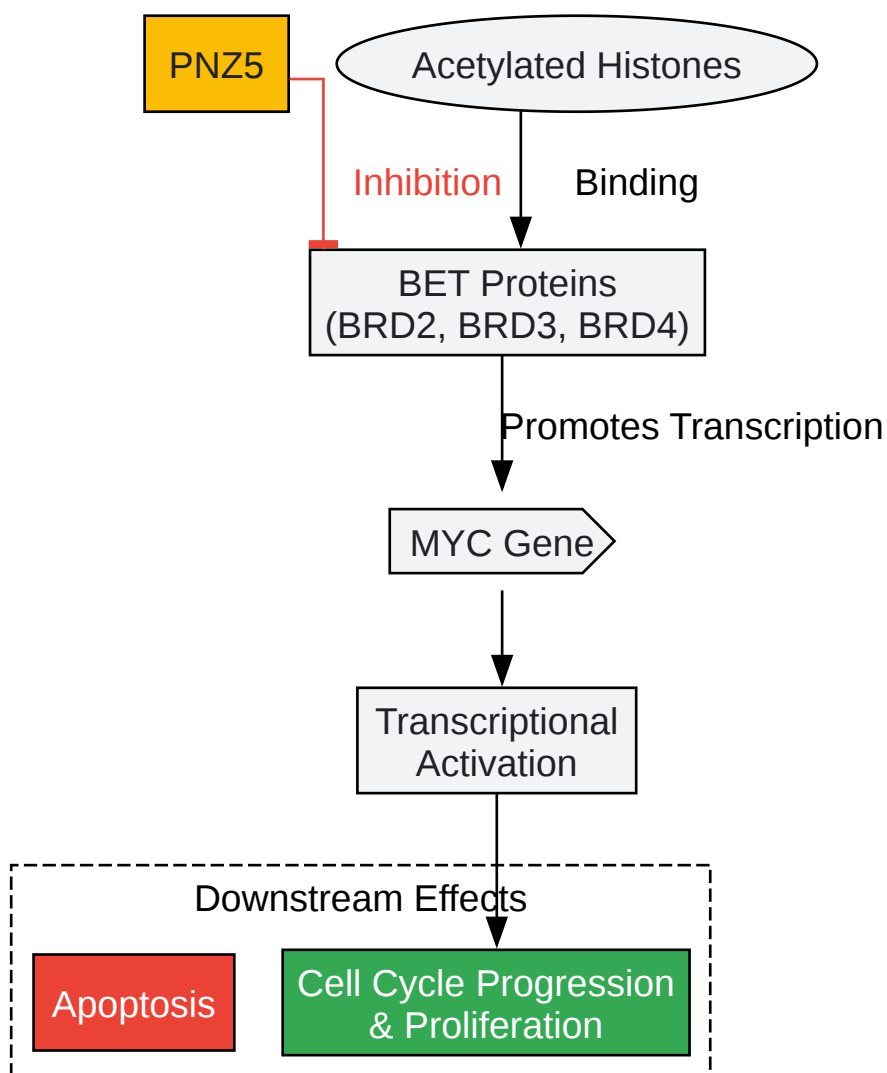 PNZ5
Acetylated Histones
Inhibition
Binding
BET Proteins
(BRD2, BRD3, BRD4)
Promotes Transcription
MYC Gene
Transcriptional
Activation
Downstream Effects
Apoptosis
Cell Cycle Progression
& Proliferation